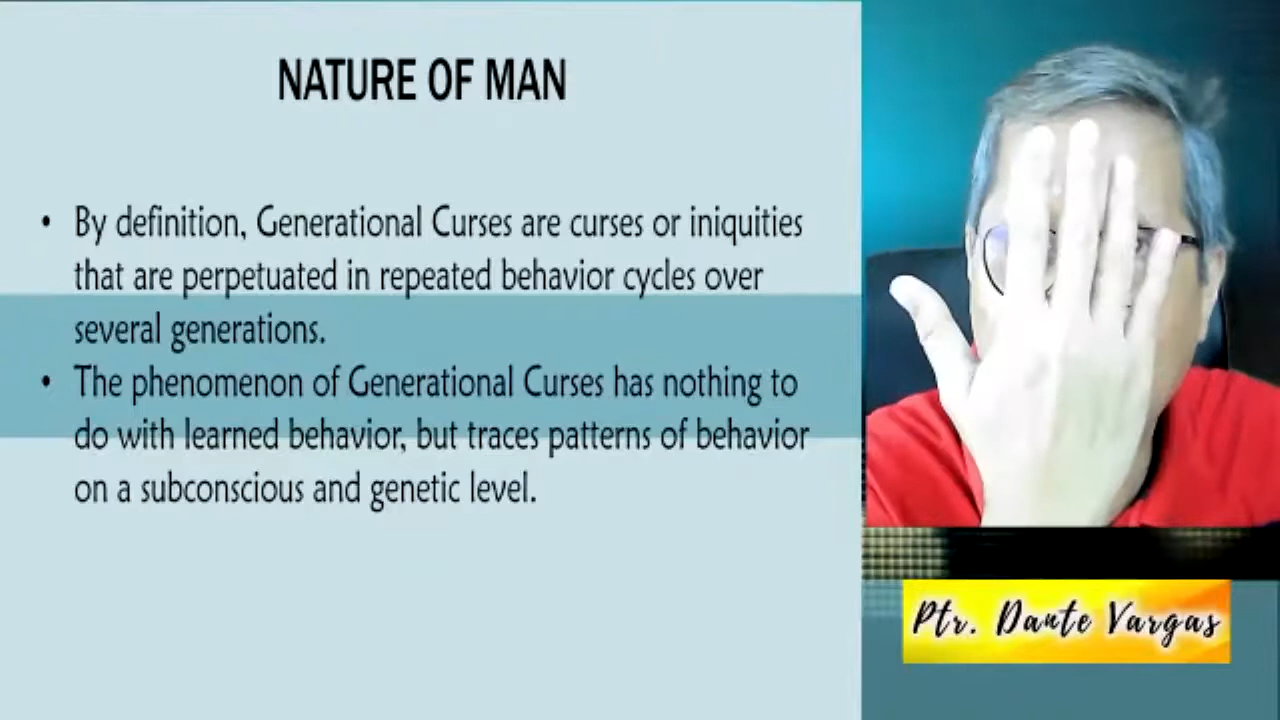 NATURE OF MAN
• By definition, Generational Curses are curses or iniquities
that are perpetuated in repeated behavior cycles over
several generations.
• The phenomenon of Generational Curses has nothing to
do with learned behavior, but traces patterns of behavior
on a subconscious and genetic level.
Ptr. Dante Vargas